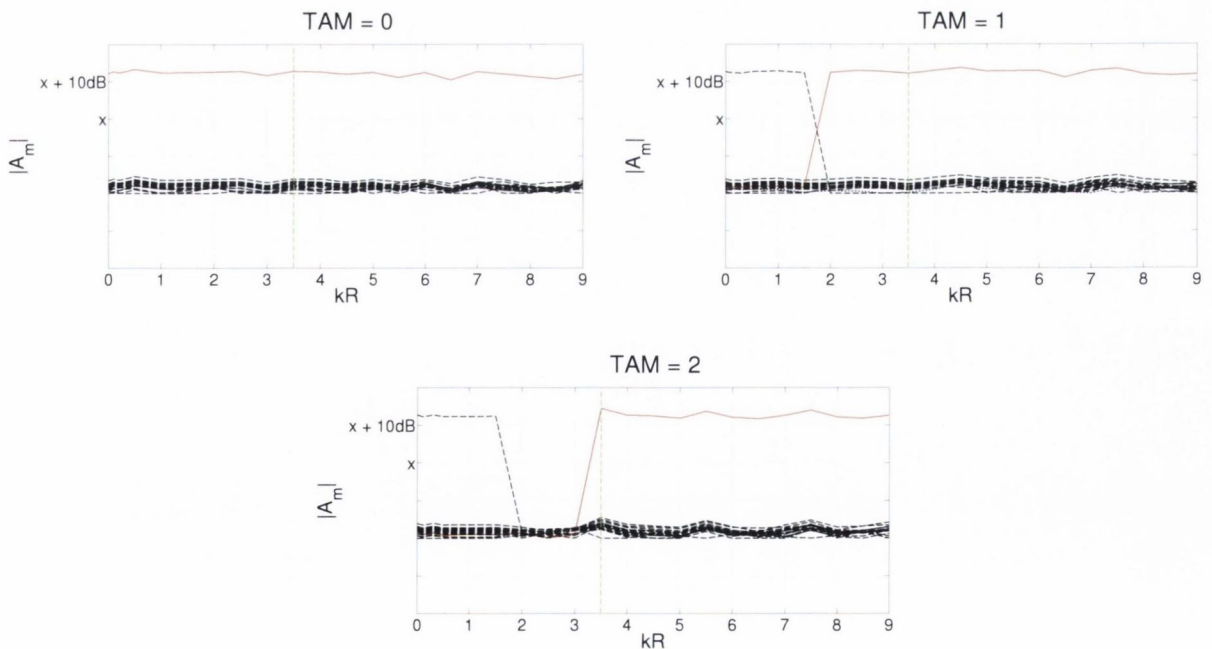 TAM = 0
x + 10dB
x
|A_m|
0 1 2 3 4 5 6 7 8 9
kR
TAM = 1
x + 10dB
x
|A_m|
0 1 2 3 4 5 6 7 8 9
kR
TAM = 2
x + 10dB
x
|A_m|
0 1 2 3 4 5 6 7 8 9
kR